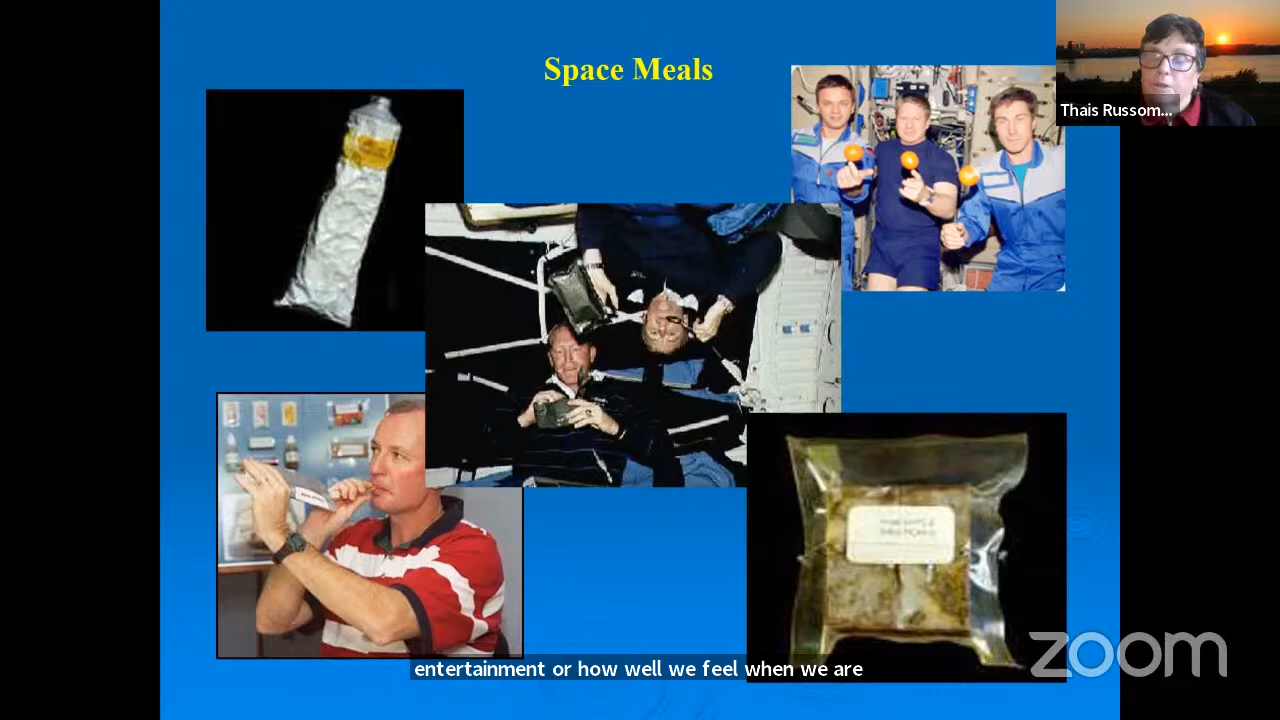 Space Meals
Thais Russom...
entertainment or how well we feel when we are
zoom